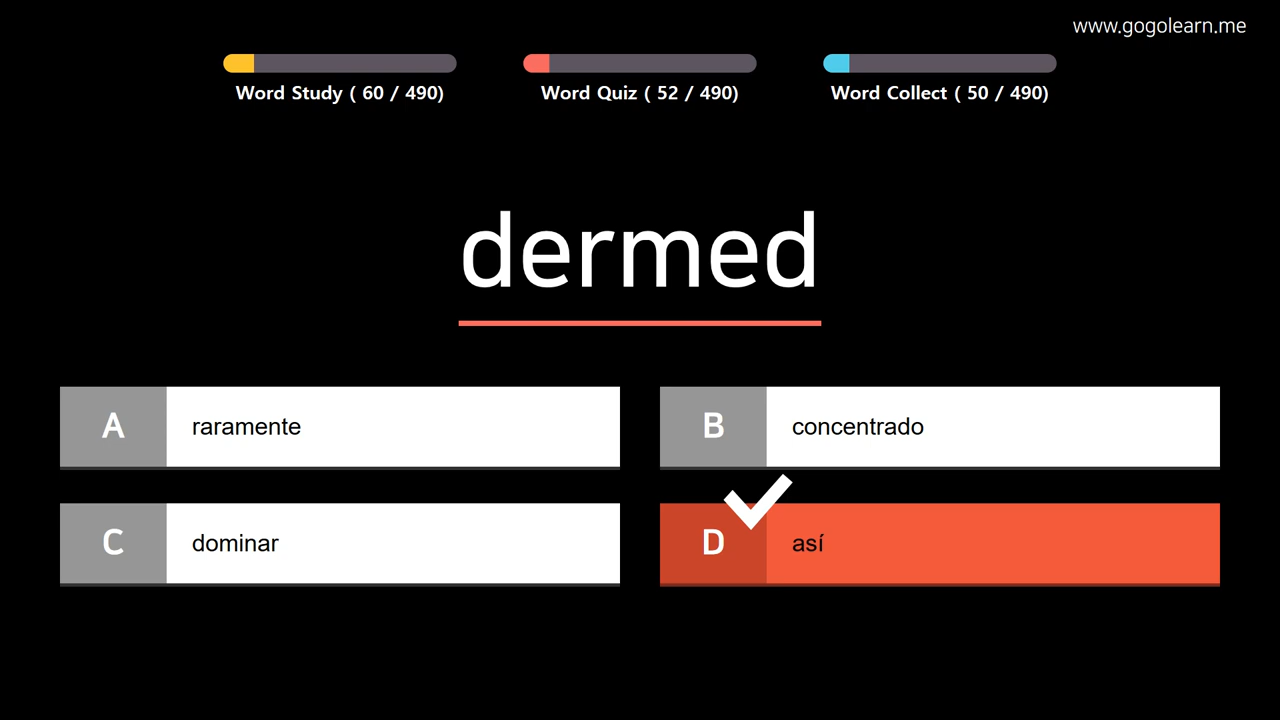 www.gogolearn.me
Word Study ( 60 / 490)
Word Quiz ( 52 / 490)
Word Collect ( 50 / 490)
dermed
A raramente
B concentrado
C dominar
D así